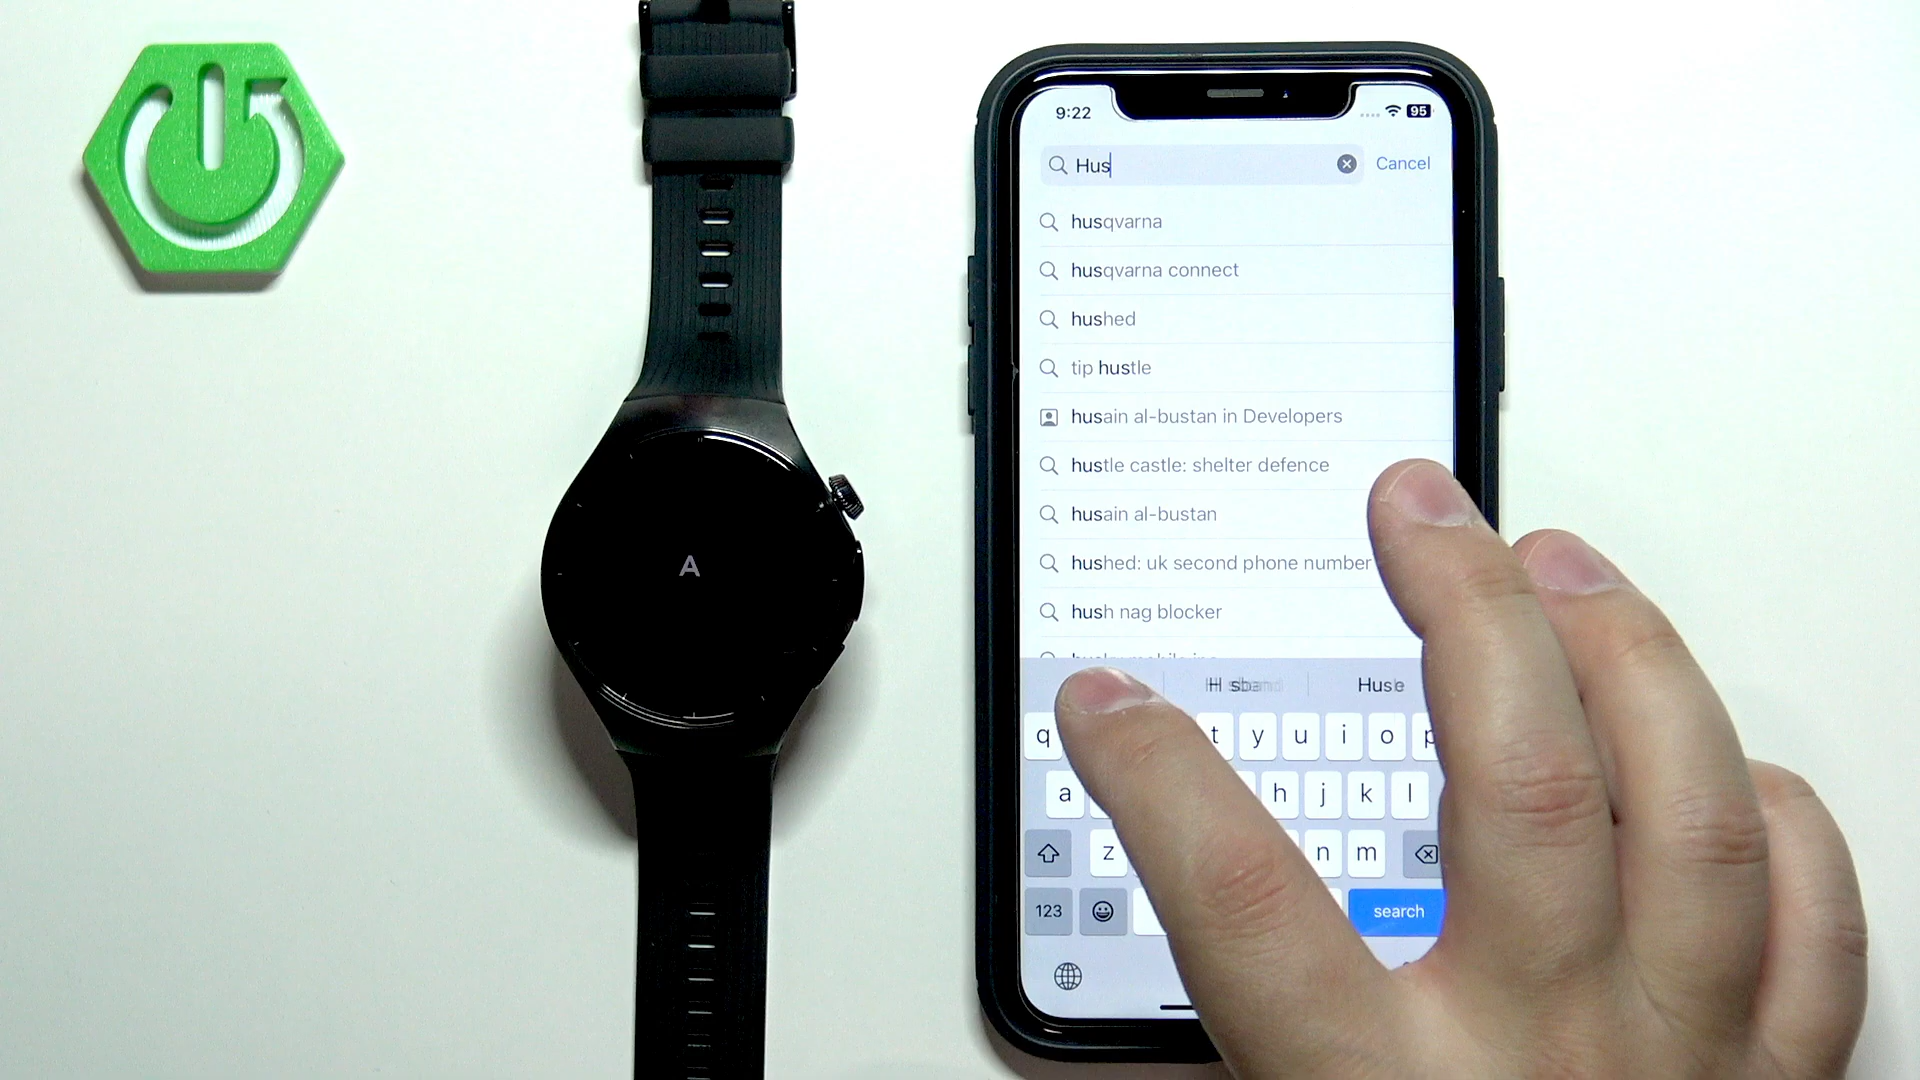 A
9:22
95
Hus
Cancel
husqvarna
husqvarna connect
hushed
tip hustle
husain al-bustan in Developers
hustle castle: shelter defence
husain al-bustan
hushed: uk second phone number
hush nag blocker
q t y u i o p
a h j k l
z n m
123
search